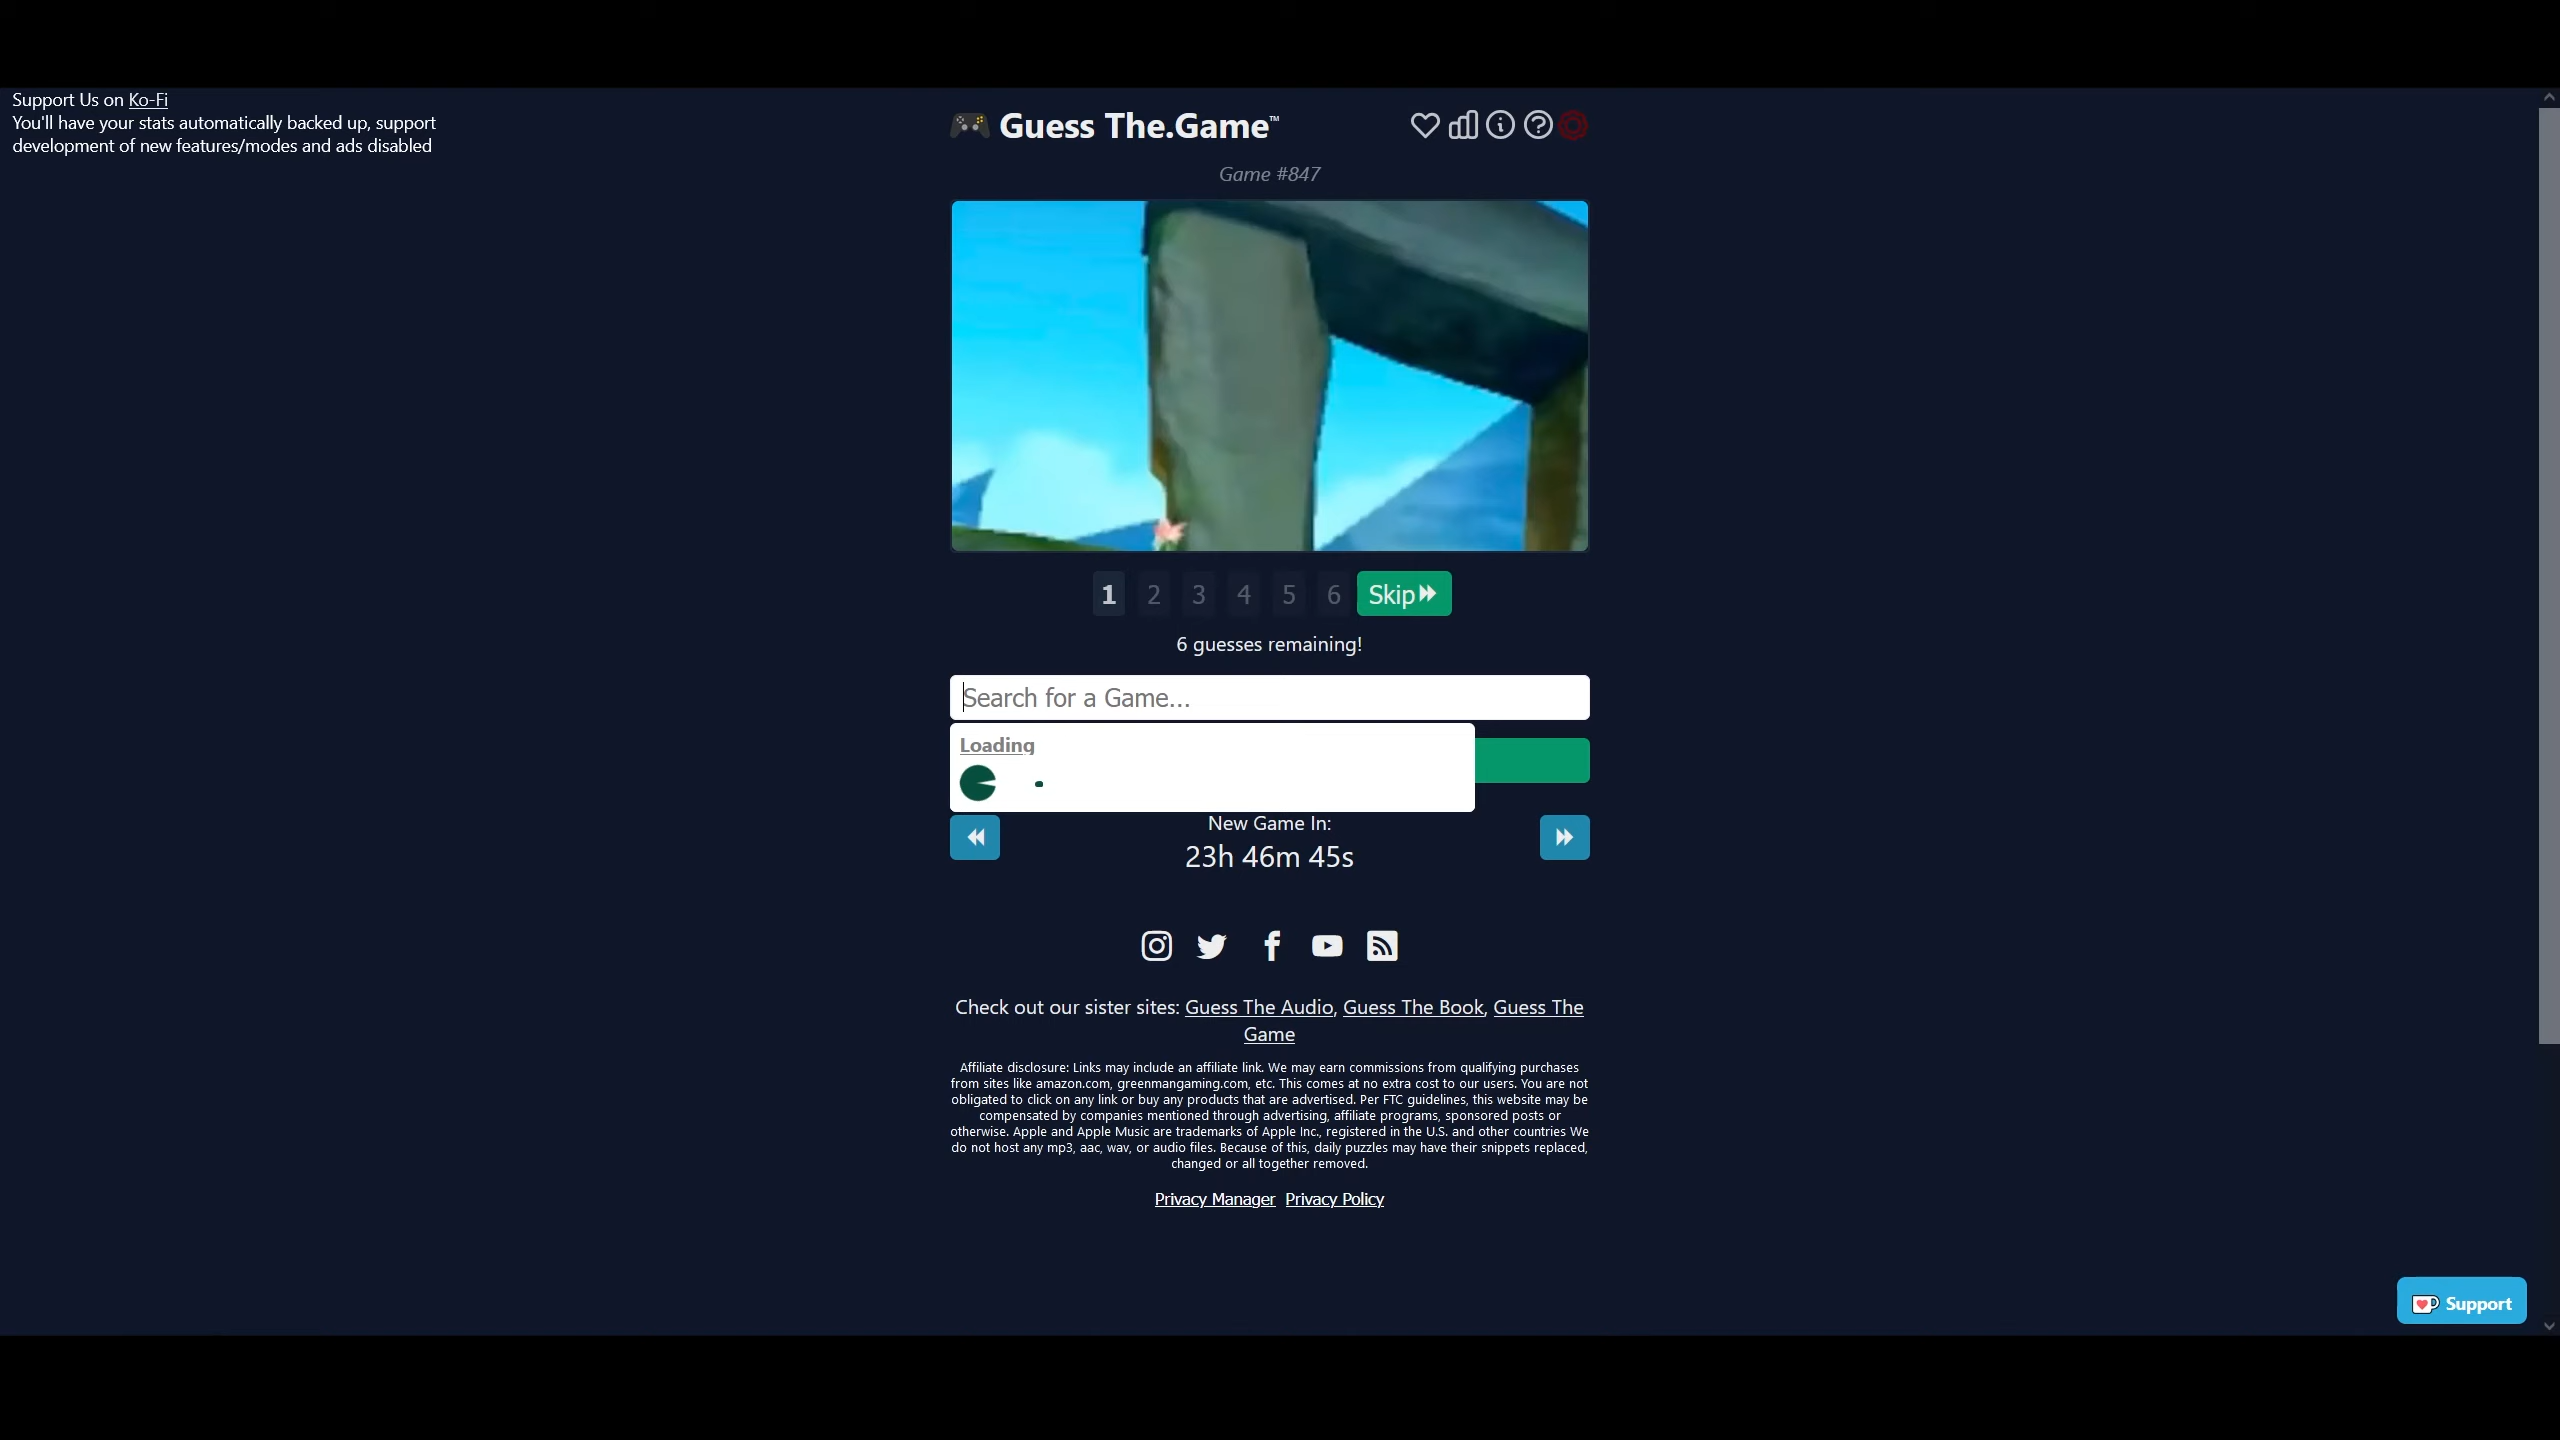 Support Us on Ko-Fi
You'll have your stats automatically backed up, support
development of new features/modes and ads disabled
Guess The.Game™
Game #847
1 2 3 4 5 6 Skip
6 guesses remaining!
Search for a Game...
Loading
New Game In:
23h 46m 45s
Check out our sister sites: Guess The Audio, Guess The Book, Guess The
Game
Affiliate disclosure: Links may include an affiliate link. We may earn commissions from qualifying purchases
from sites like amazon.com, greenmangaming.com, etc. This comes at no extra cost to our users. You are not
obligated to click on any link or buy any products that are advertised. Per FTC guidelines, this website may be
compensated by companies mentioned through advertising, affiliate programs, sponsored posts or
otherwise. Apple and Apple Music are trademarks of Apple Inc., registered in the U.S. and other countries We
do not host any mp3, aac, wav, or audio files. Because of this, daily puzzles may have their snippets replaced,
changed or all together removed.
Privacy Manager Privacy Policy
Support